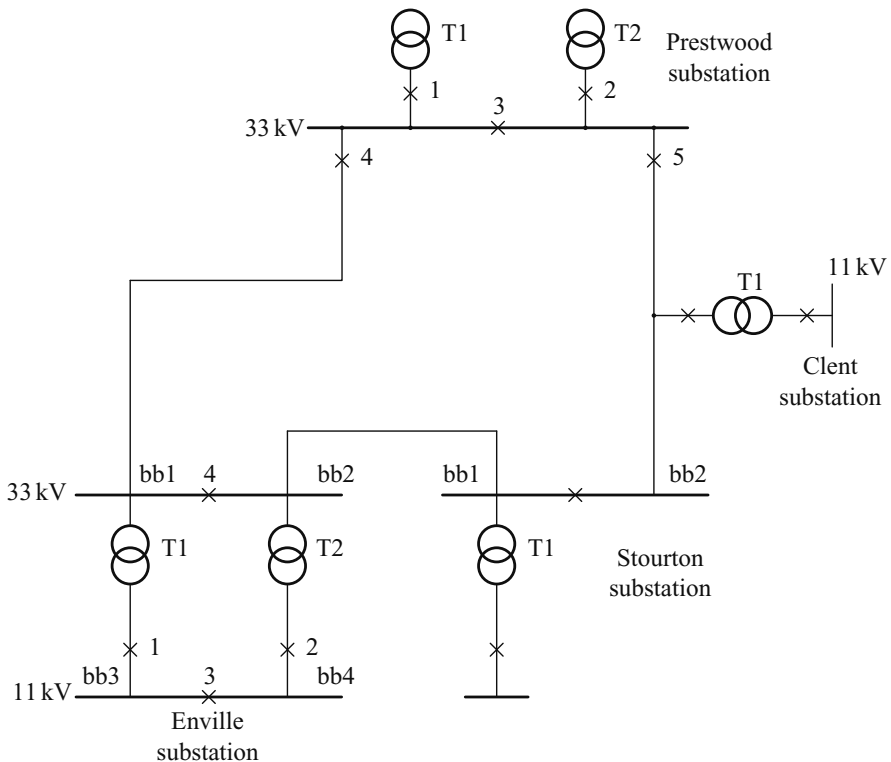 T1
T2
Prestwood
substation
1
2
3
33 kV
4
5
11 kV
T1
Clent
substation
bb1
4
bb2
bb1
bb2
33 kV
T1
T2
T1
Stourton
substation
1
2
bb3
3
bb4
11 kV
Enville
substation